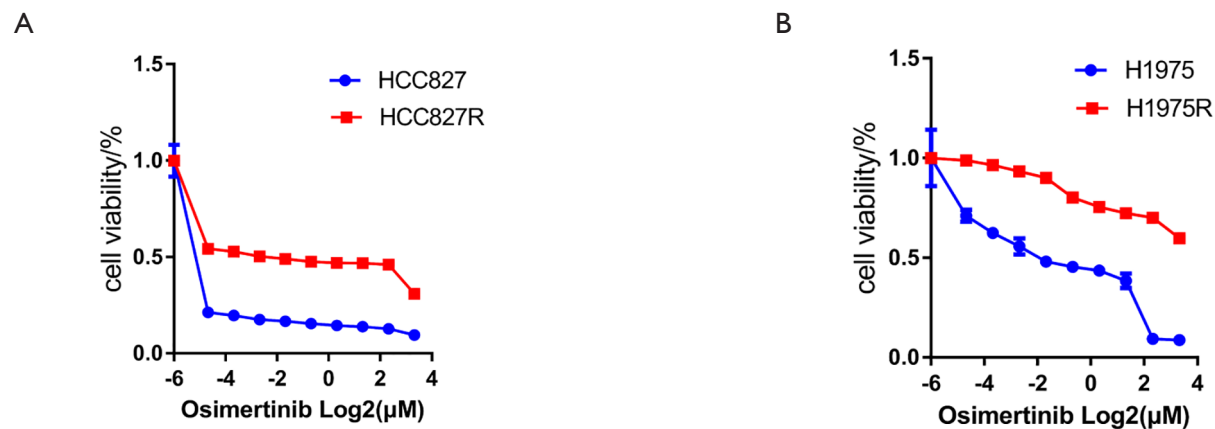 A
1.5
1.0
0.5
0.0
cell viability/%
HCC827
HCC827R
-6 -4 -2 0 2 4
Osimertinib Log2(μM)
B
1.5
1.0
0.5
0.0
cell viability/%
H1975
H1975R
-6 -4 -2 0 2 4
Osimertinib Log2(μM)